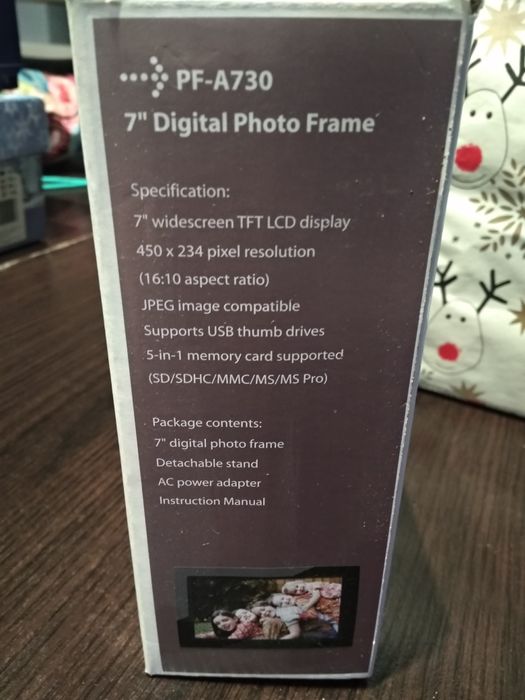 PF-A730
7" Digital Photo Frame
Specification:
7" widescreen TFT LCD display
450 x 234 pixel resolution
(16:10 aspect ratio)
JPEG image compatible
Supports USB thumb drives
5-in-1 memory card supported
(SD/SDHC/MMC/MS/MS Pro)
Package contents:
7" digital photo frame
Detachable stand
AC power adapter
Instruction Manual